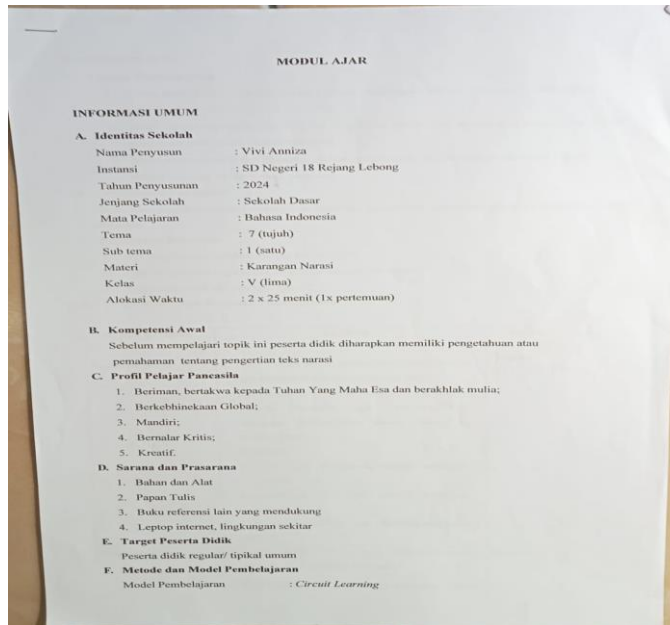 MODUL AJAR
INFORMASI UMUM
A. Identitas Sekolah
Nama Penyusun : Vivi Anniza
Instansi : SD Negeri 18 Rejang Lebong
Tahun Penyusunan : 2024
Jenjang Sekolah : Sekolah Dasar
Mata Pelajaran : Bahasa Indonesia
Tema : 7 (tujuh)
Sub tema : 1 (satu)
Materi : Karangan Narasi
Kelas : V (lima)
Alokasi Waktu : 2 x 25 menit (1x pertemuan)
B. Kompetensi Awal
Sebelum mempelajari topik ini peserta didik diharapkan memiliki pengetahuan atau
pemahaman tentang pengertian teks narasi
C. Profil Pelajar Pancasila
1. Beriman, bertakwa kepada Tuhan Yang Maha Esa dan berakhlak mulia;
2. Berkebhinekaan Global;
3. Mandiri;
4. Bernalar Kritis;
5. Kreatif.
D. Sarana dan Prasarana
1. Bahan dan Alat
2. Papan Tulis
3. Buku referensi lain yang mendukung
4. Leptop internet, lingkungan sekitar
E. Target Peserta Didik
Peserta didik regular/ tipikal umum
F. Metode dan Model Pembelajaran
Model Pembelajaran : Circuit Learning